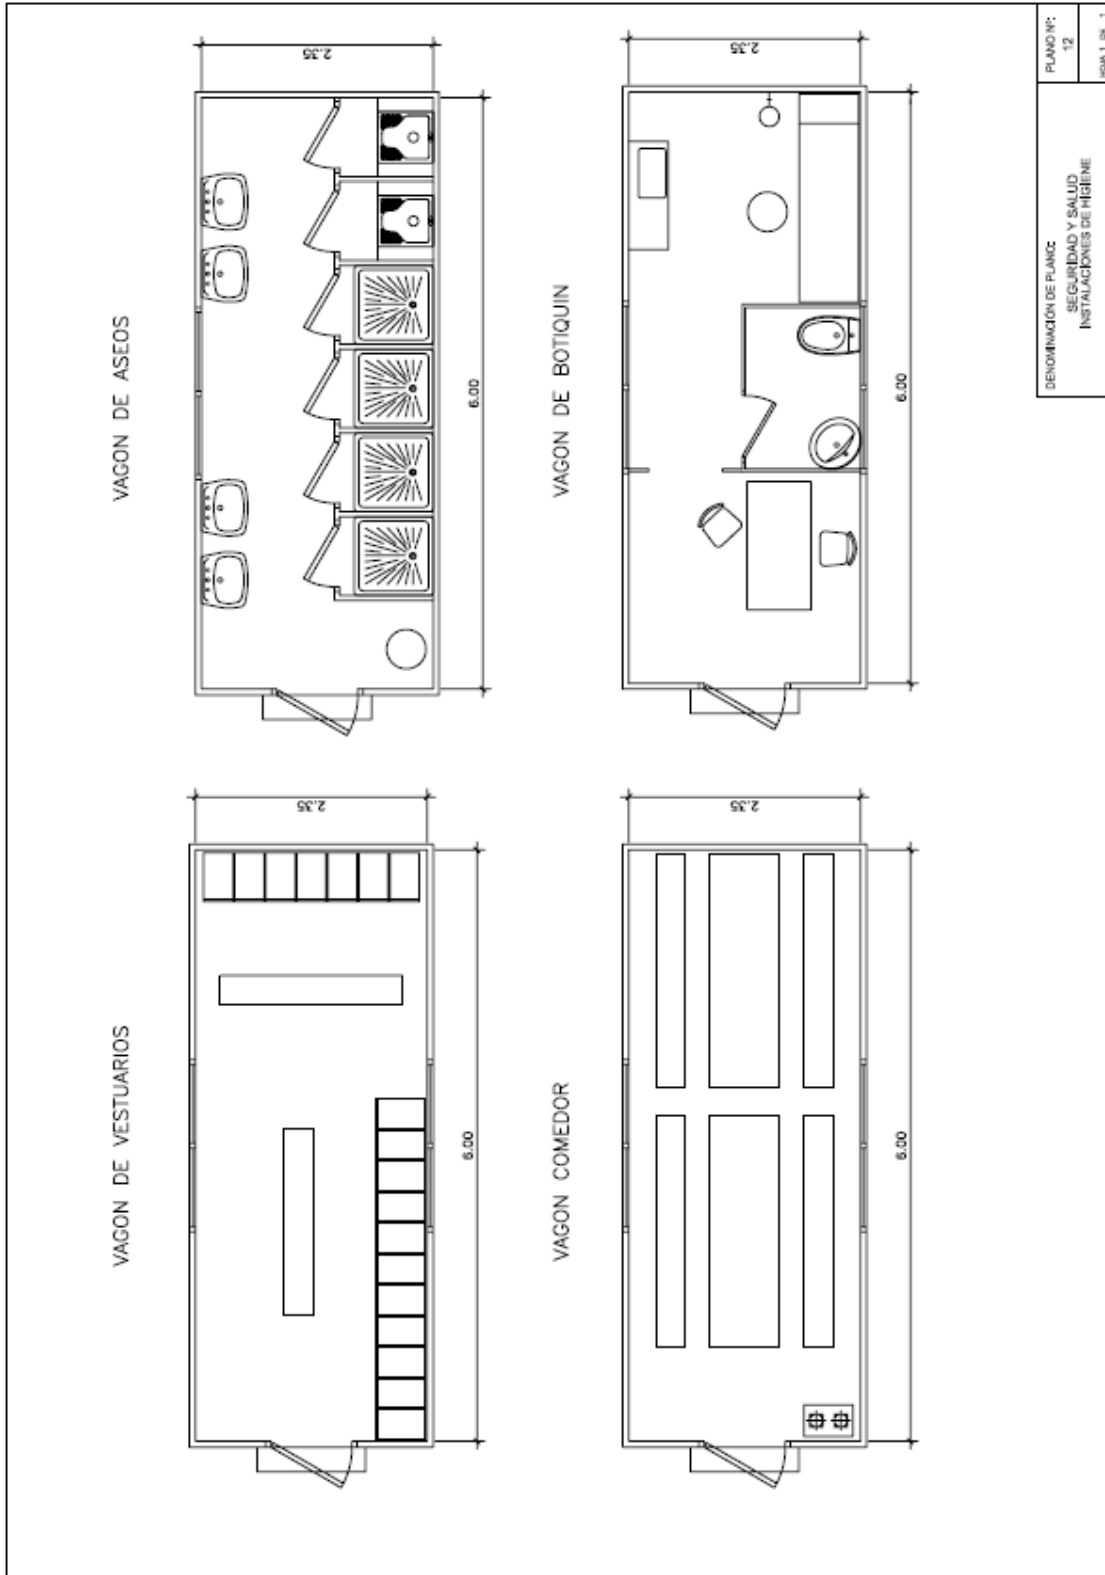 VAGON DE VESTUARIOS
2.35
6.00
VAGON DE ASEOS
2.35
6.00
VAGON COMEDOR
2.35
6.00
VAGON DE BOTIQUIN
2.35
6.00
DENOMINACIÓN DE PLANO:
SEGURIDAD Y SALUD
INSTALACIONES DE HIGIENE
PLANO Nº:
12